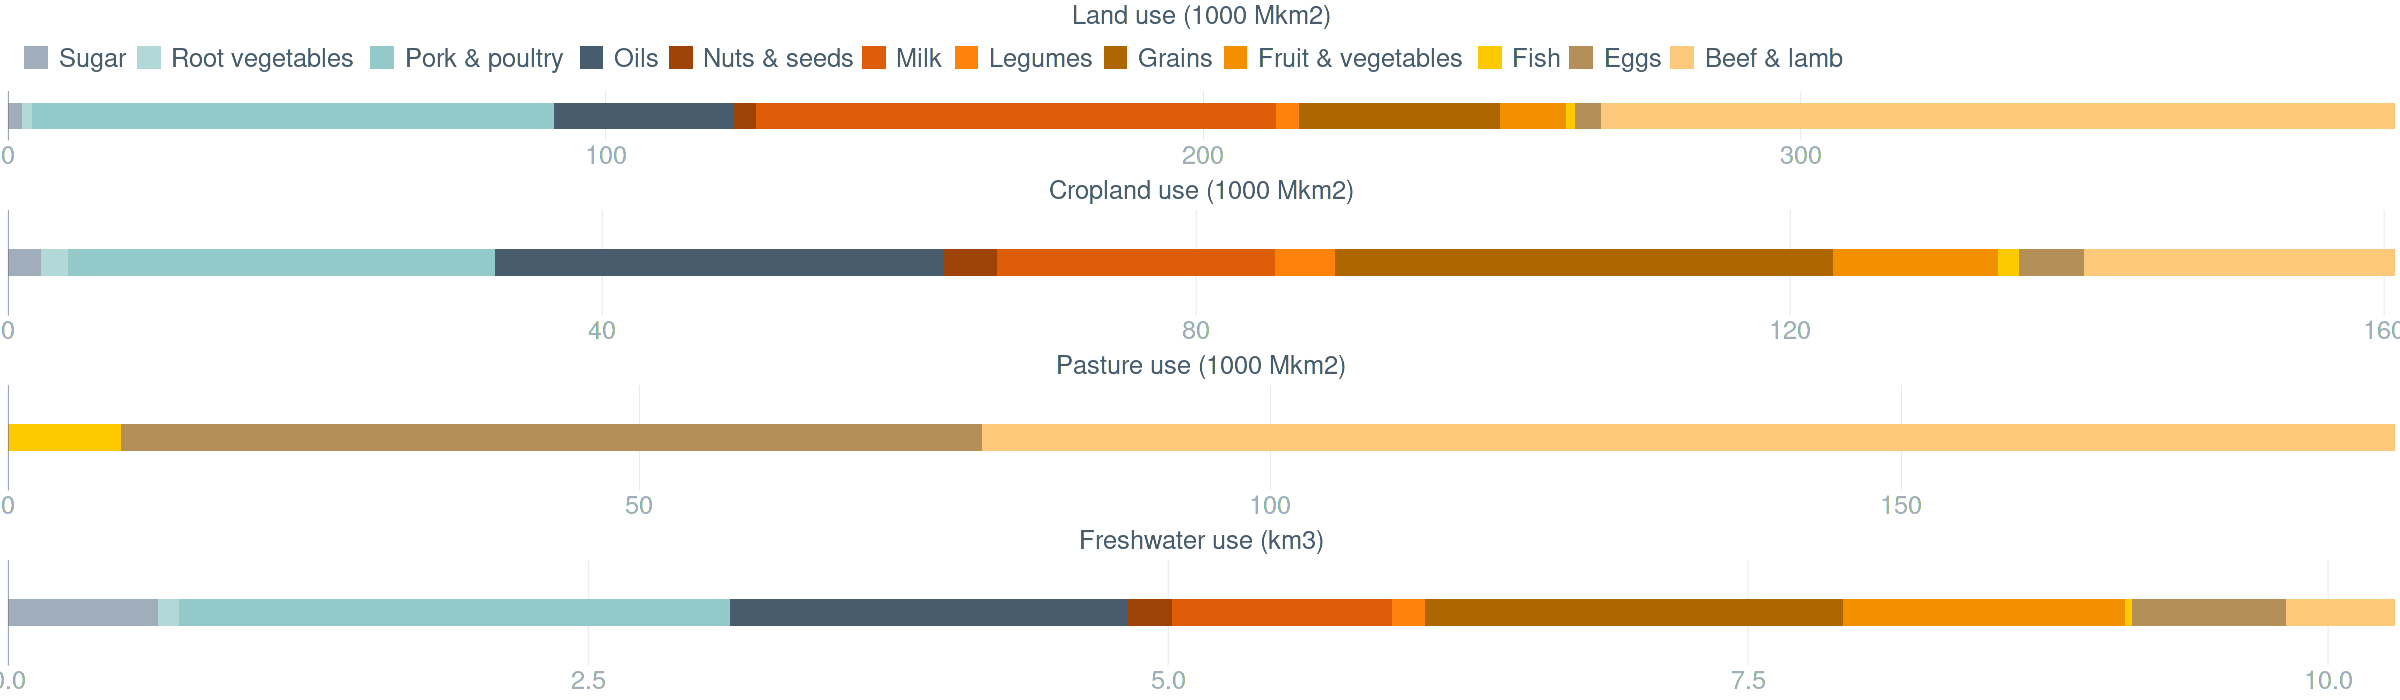 Land use (1000 Mkm2)
Sugar Root vegetables Pork & poultry Oils Nuts & seeds Milk Legumes Grains Fruit & vegetables Fish Eggs Beef & lamb
0 100 200 300
Cropland use (1000 Mkm2)
0 40 80 120 160
Pasture use (1000 Mkm2)
0 50 100 150
Freshwater use (km3)
0.0 2.5 5.0 7.5 10.0